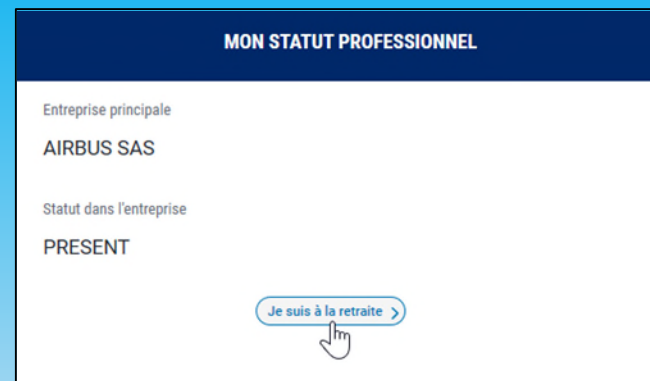 MON STATUT PROFESSIONNEL
Entreprise principale
AIRBUS SAS
Statut dans l'entreprise
PRESENT
Je suis à la retraite